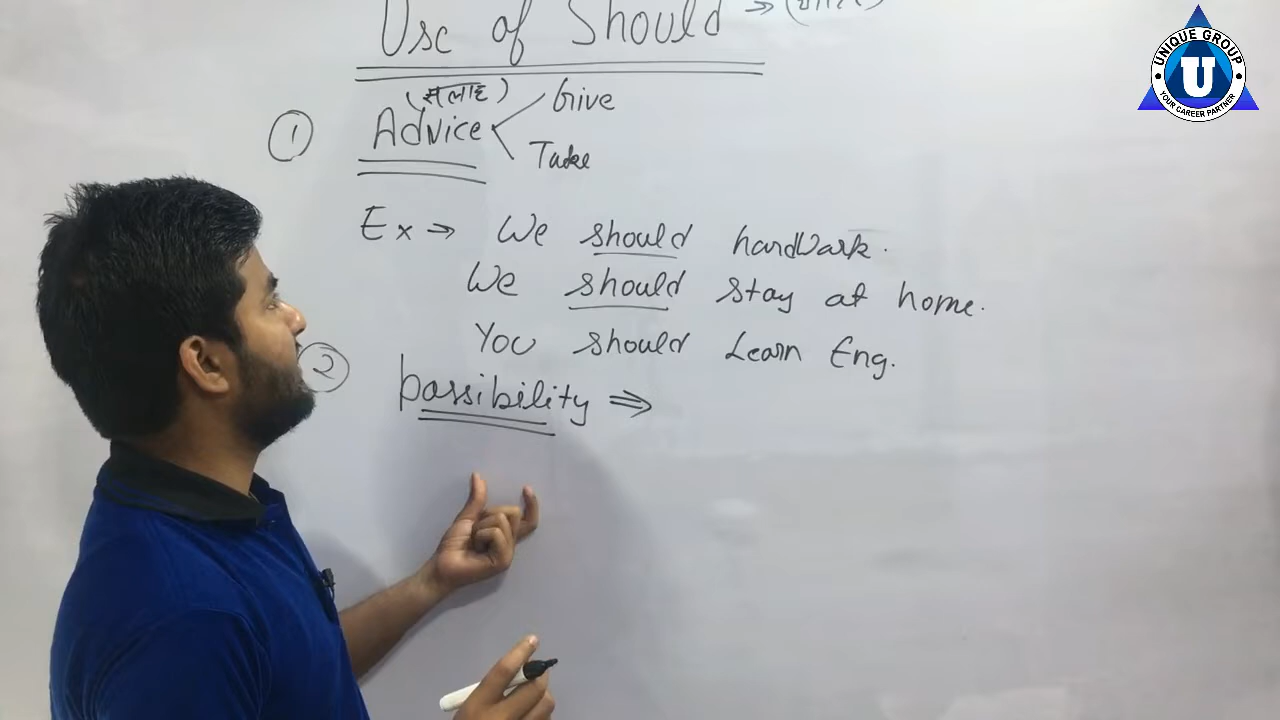 Use of Should →
(सलाह) Give
① Advice
Take
Ex → We should hardwark.
We should stay at home.
You should Learn Eng.
② possibility ⇒
UNIQUE GROUP
U
YOUR CAREER PARTNER